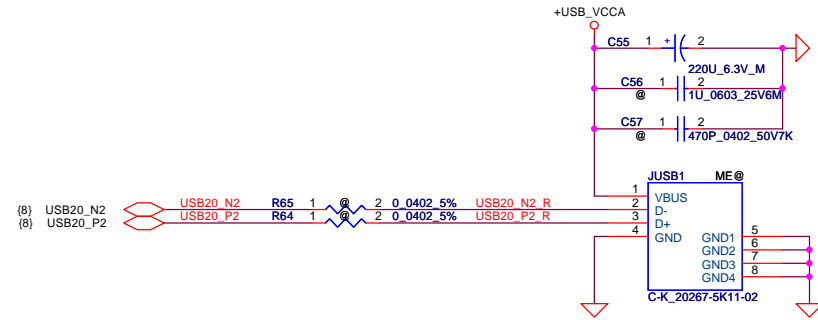 +USB_VCCA
C55 1 + 2
220U_6.3V_M
C56 1 2
@ 1U_0603_25V6M
C57 1 2
@ 470P_0402_50V7K
JUSB1 ME@
{8} USB20_N2 USB20_N2 R65 1 @ 2 0_0402_5% USB20_N2_R
{8} USB20_P2 USB20_P2 R64 1 @ 2 0_0402_5% USB20_P2_R
1 VBUS
2 D-
3 D+
4 GND
GND1 5
GND2 6
GND3 7
GND4 8
C-K_20267-5K11-02